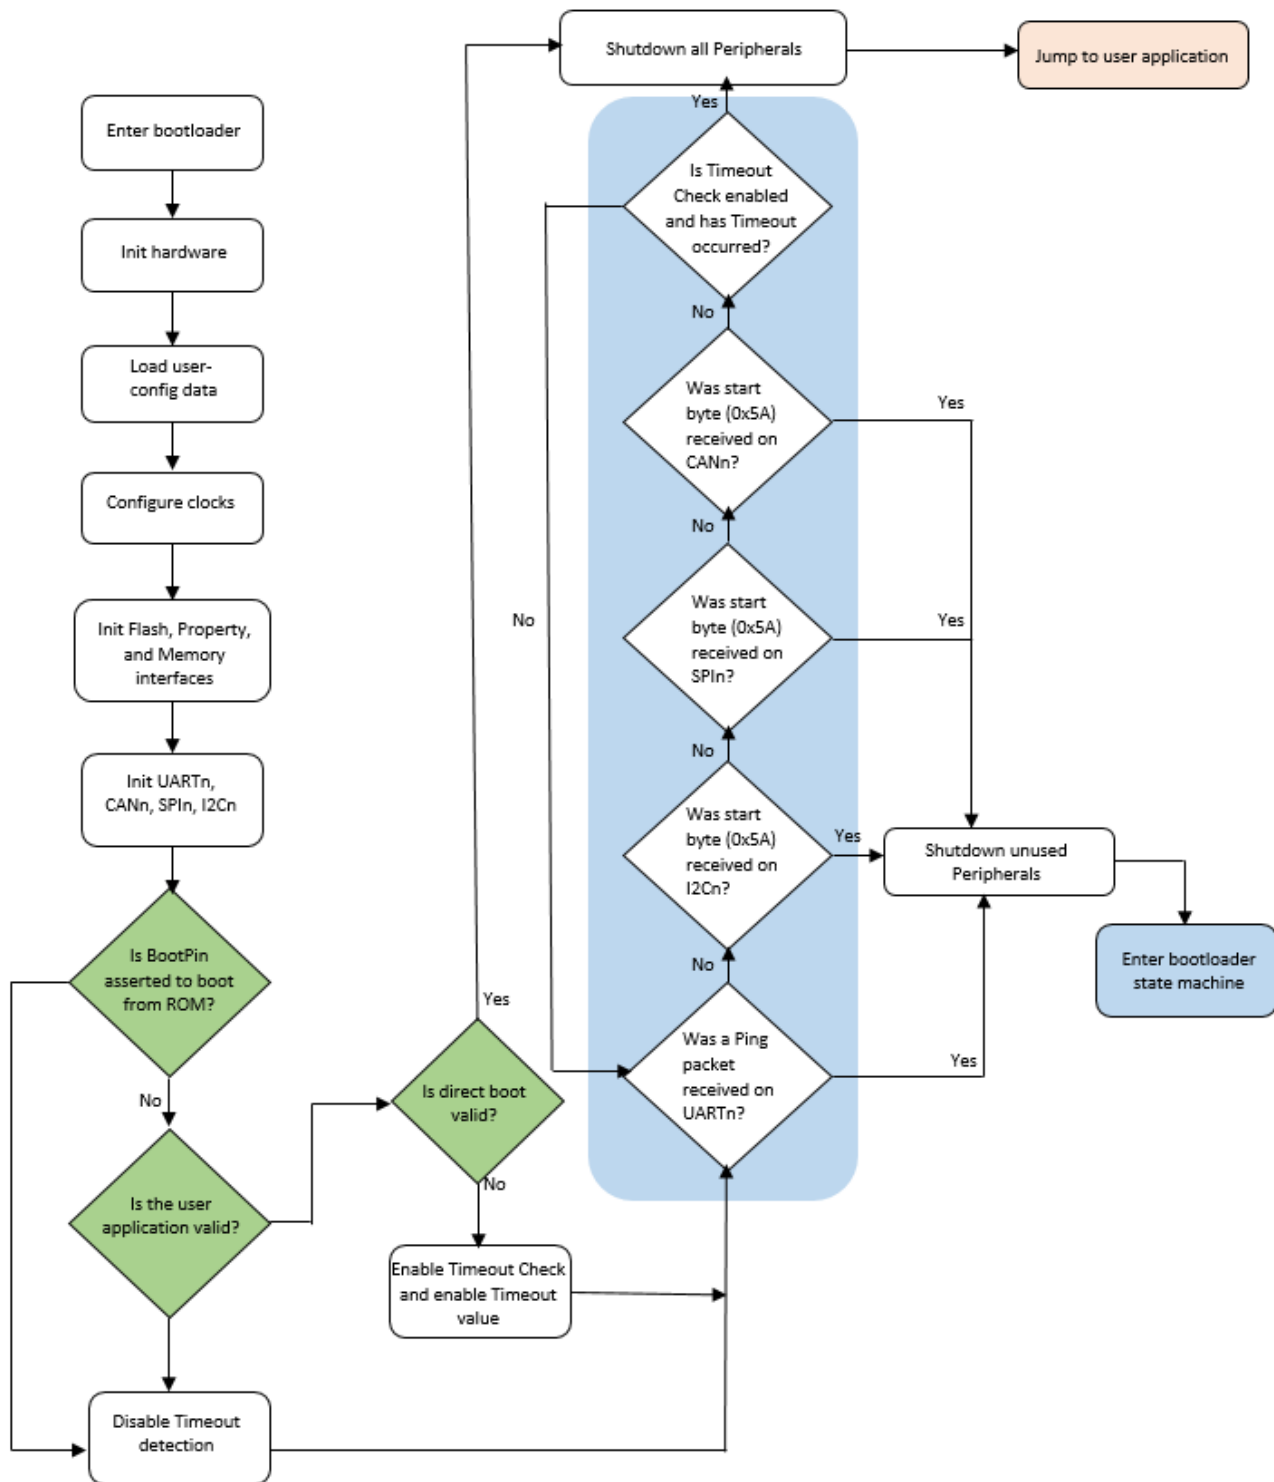 Enter bootloader
Init hardware
Load user-
config data
Configure clocks
Init Flash, Property,
and Memory
interfaces
Init UARTn,
CANn, SPIn, I2Cn
Is BootPin
asserted to boot
from ROM?
No
Is the user
application valid?
Disable Timeout
detection
Yes
Is direct boot
valid?
No
Enable Timeout Check
and enable Timeout
value
Shutdown all Peripherals
Jump to user application
Yes
Is Timeout
Check enabled
and has Timeout
occurred?
No
No
Was start
byte (0x5A)
received on
CANn?
Yes
No
Was start
byte (0x5A)
received on
SPIn?
Yes
No
Was start
byte (0x5A)
received on
I2Cn?
Yes
No
Was a Ping
packet
received on
UARTn?
Yes
Shutdown unused
Peripherals
Enter bootloader
state machine